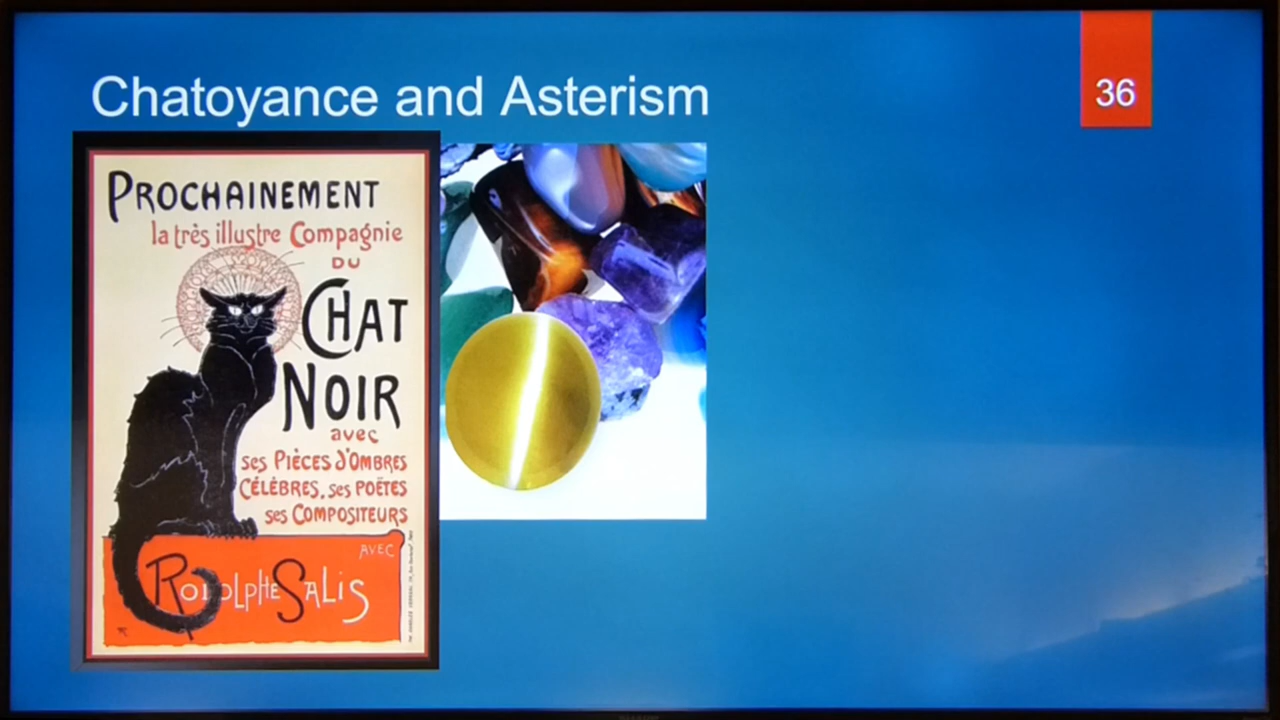 Chatoyance and Asterism
36
PROCHAINEMENT
la très illustre Compagnie
DU
CHAT
NOIR
avec
ses PIÈCES d'OMBRES
CÉLÈBRES, ses POÈTES
ses COMPOSITEURS
AVEC
RODOLPHE SALIS